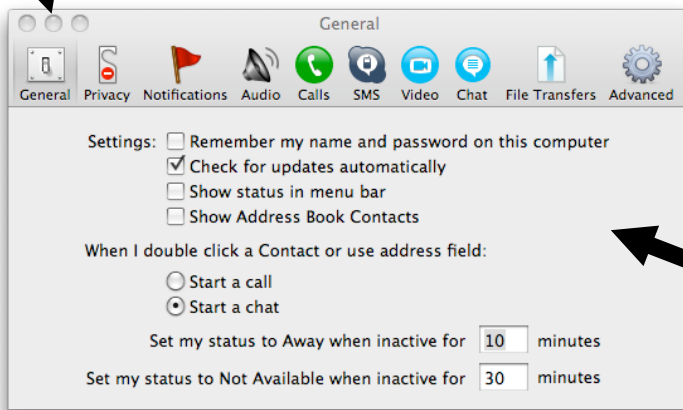 General
General Privacy Notifications Audio Calls SMS Video Chat File Transfers Advanced
Settings: Remember my name and password on this computer
Check for updates automatically
Show status in menu bar
Show Address Book Contacts
When I double click a Contact or use address field:
Start a call
Start a chat
Set my status to Away when inactive for 10 minutes
Set my status to Not Available when inactive for 30 minutes